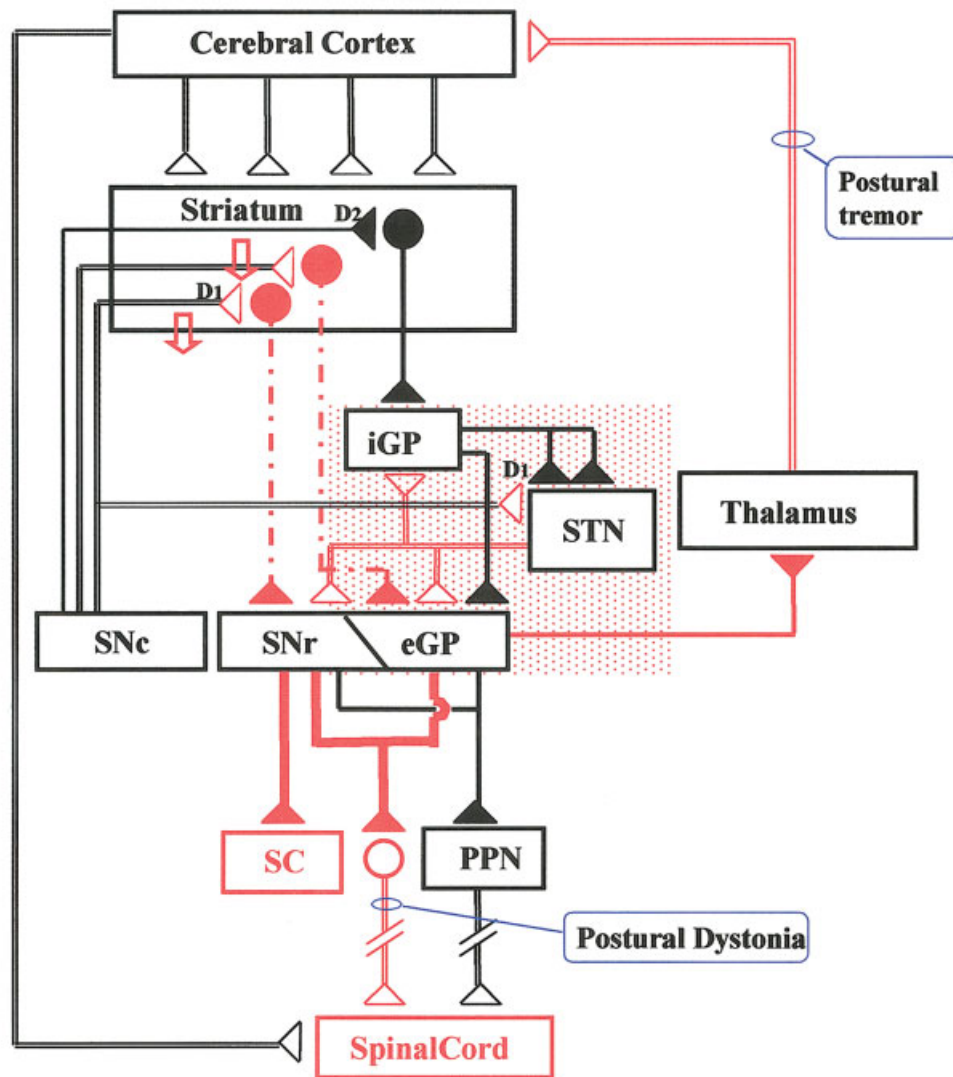 Cerebral Cortex
Postural
tremor
Striatum
D2
D1
iGP
D1
STN
Thalamus
SNc
SNr
eGP
SC
PPN
Postural Dystonia
SpinalCord